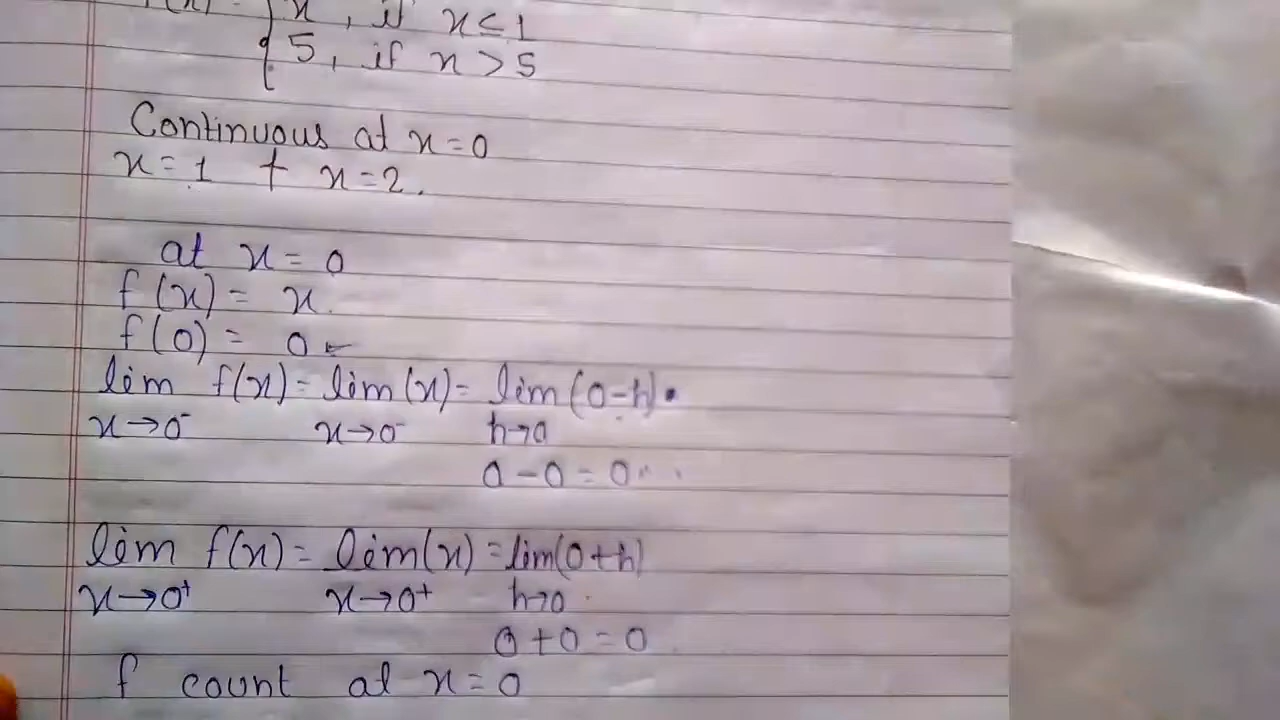 x , if x ≤ 1
5 , if x > 5
Continuous at x = 0
x = 1 + x = 2 .
at x = 0
f(x) = x .
f(0) = 0
lim f(x) = lim (x) = lim (0-h) .
x→0⁻ x→0⁻ h→0
0 - 0 = 0
lim f(x) = lim (x) = lim (0+h)
x→0⁺ x→0⁺ h→0 .
0 + 0 = 0
f count at x = 0